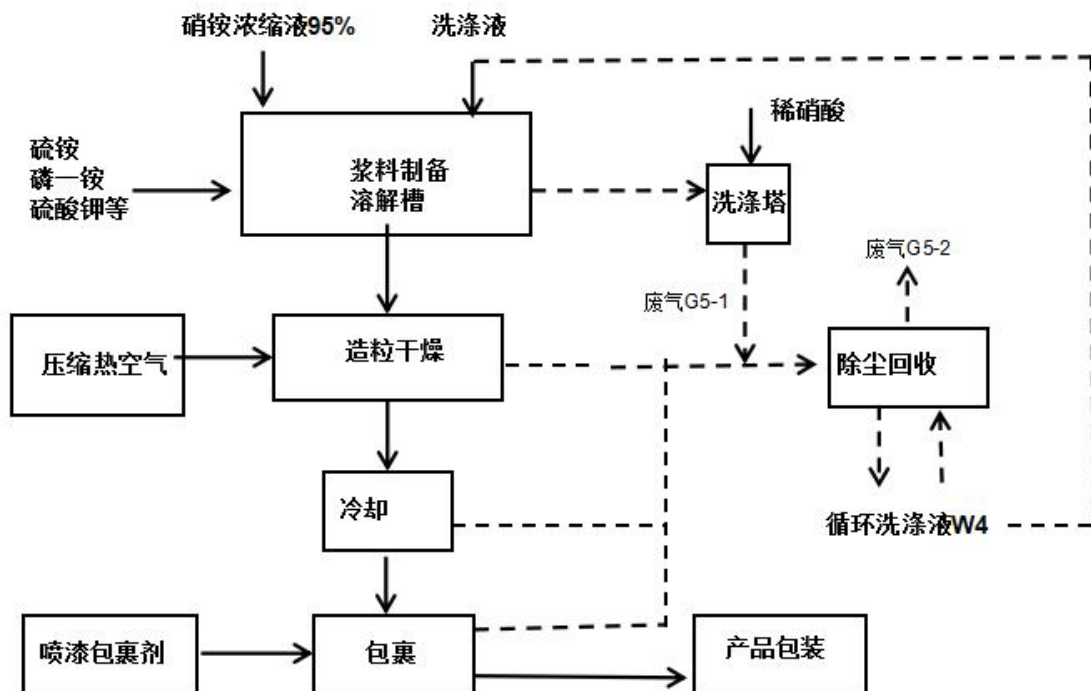 硝铵浓缩液95%
洗涤液
稀硝酸
硫铵
磷一铵
硫酸钾等
浆料制备
溶解槽
洗涤塔
废气G5-2
废气G5-1
压缩热空气
造粒干燥
除尘回收
冷却
循环洗涤液W4
喷漆包裹剂
包裹
产品包装